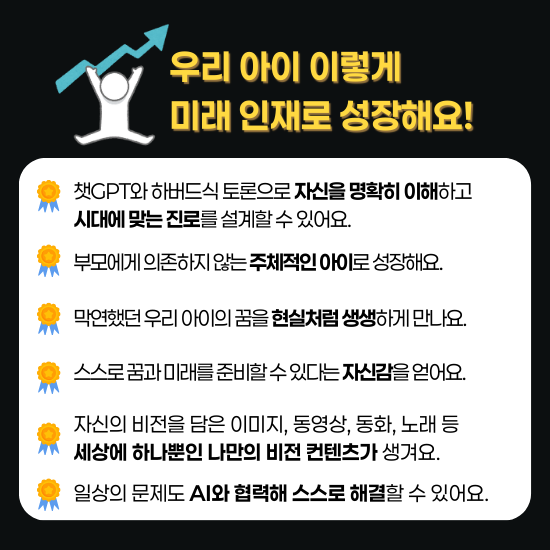 우리 아이 이렇게
미래 인재로 성장해요!
챗GPT와 하버드식 토론으로 자신을 명확히 이해하고
시대에 맞는 진로를 설계할 수 있어요.
부모에게 의존하지 않는 주체적인 아이로 성장해요.
막연했던 우리 아이의 꿈을 현실처럼 생생하게 만나요.
스스로 꿈과 미래를 준비할 수 있다는 자신감을 얻어요.
자신의 비전을 담은 이미지, 동영상, 동화, 노래 등
세상에 하나뿐인 나만의 비전 컨텐츠가 생겨요.
일상의 문제도 AI와 협력해 스스로 해결할 수 있어요.